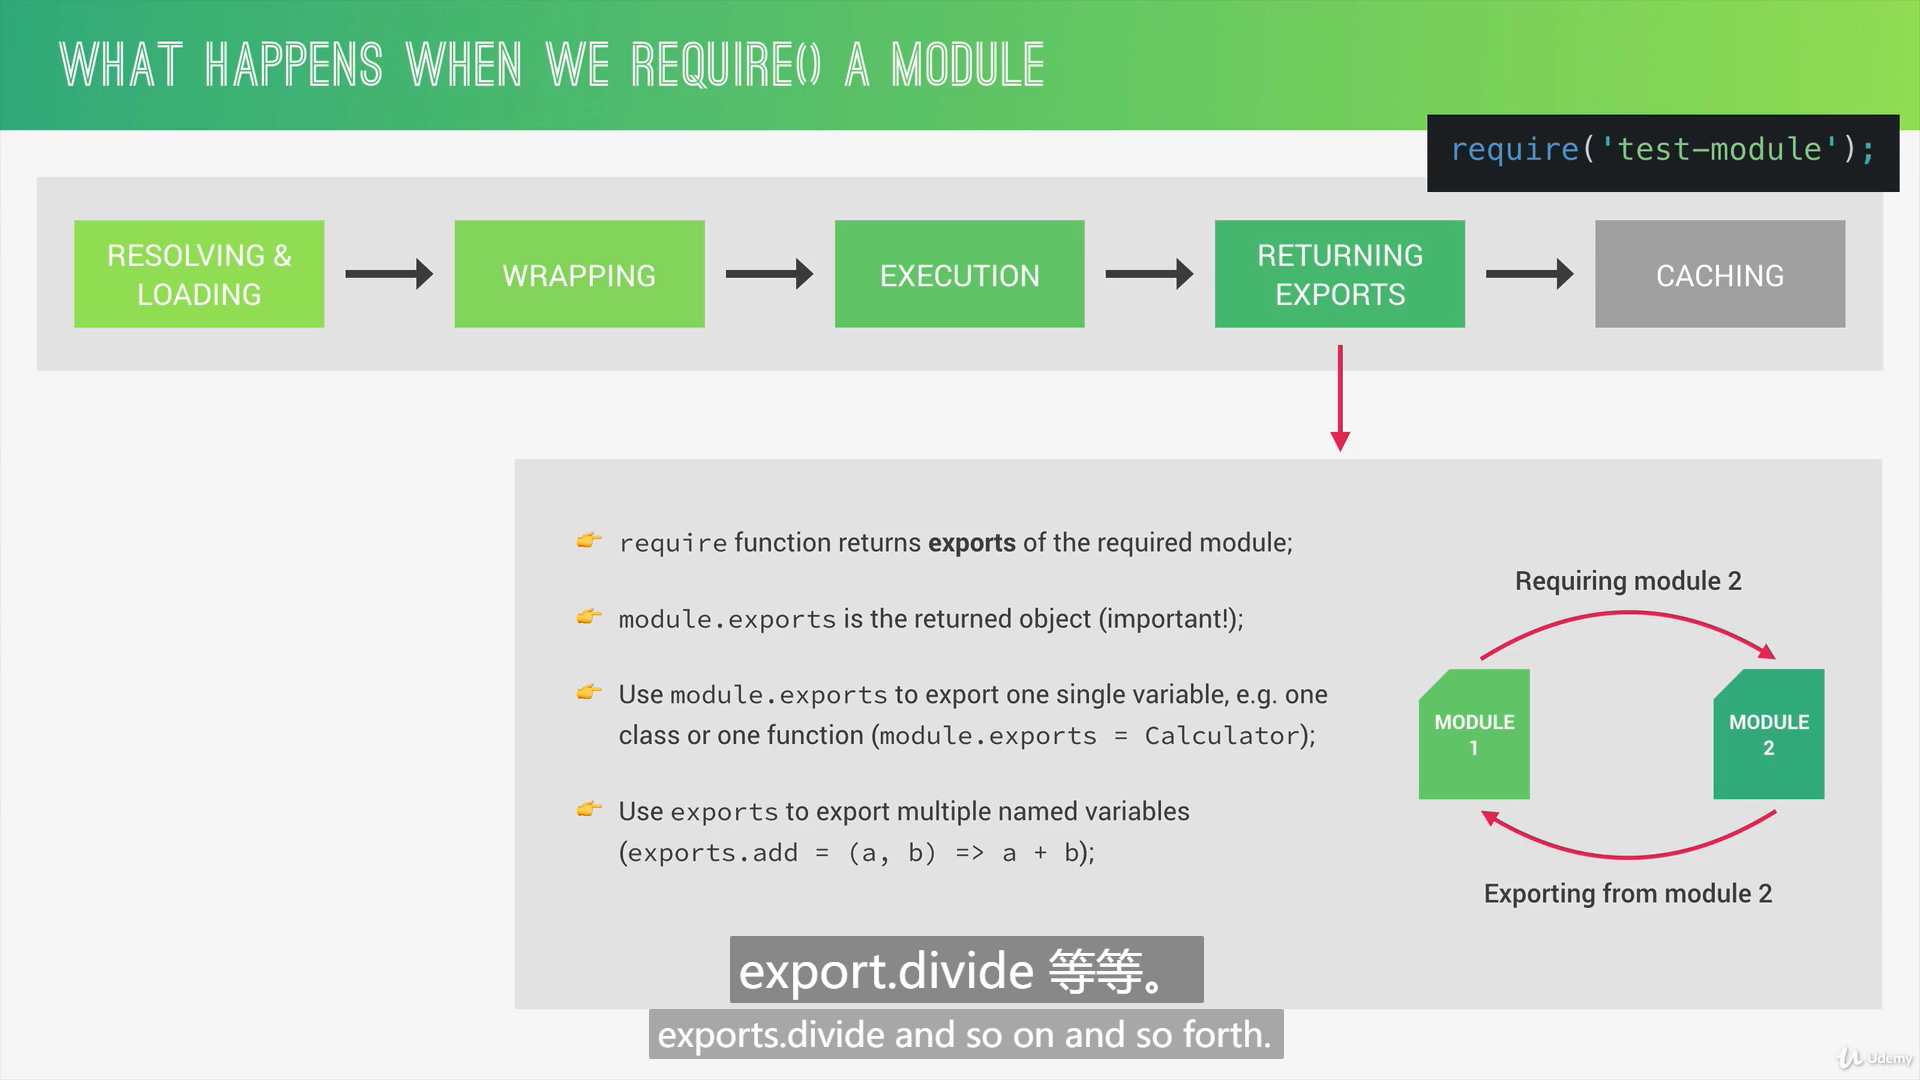 WHAT HAPPENS WHEN WE REQUIRE() A MODULE
require('test-module');
RESOLVING &
LOADING
WRAPPING
EXECUTION
RETURNING
EXPORTS
CACHING
👉 require function returns exports of the required module;
👉 module.exports is the returned object (important!);
👉 Use module.exports to export one single variable, e.g. one
class or one function (module.exports = Calculator);
👉 Use exports to export multiple named variables
(exports.add = (a, b) => a + b);
Requiring module 2
MODULE
1
MODULE
2
Exporting from module 2
export.divide 等等。
exports.divide and so on and so forth.
Udemy